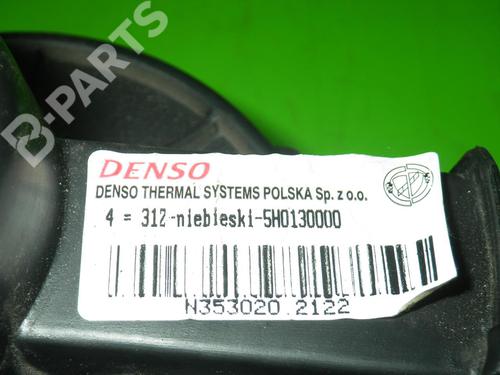 B-PARTS
DENSO
DENSO THERMAL SYSTEMS POLSKA Sp. z o.o.
4 = 312-niebieski-5H0130000
N353020 2122